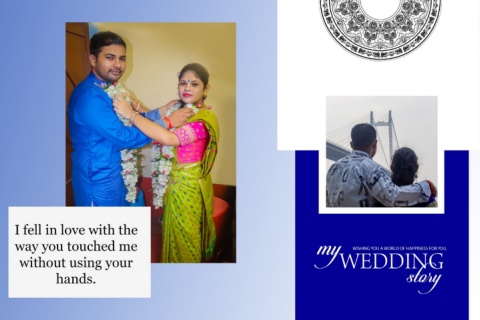 I fell in love with the
way you touched me
without using your
hands.
my
WISHING YOU A WORLD OF HAPPINESS FOR YOU
WEDDING
story